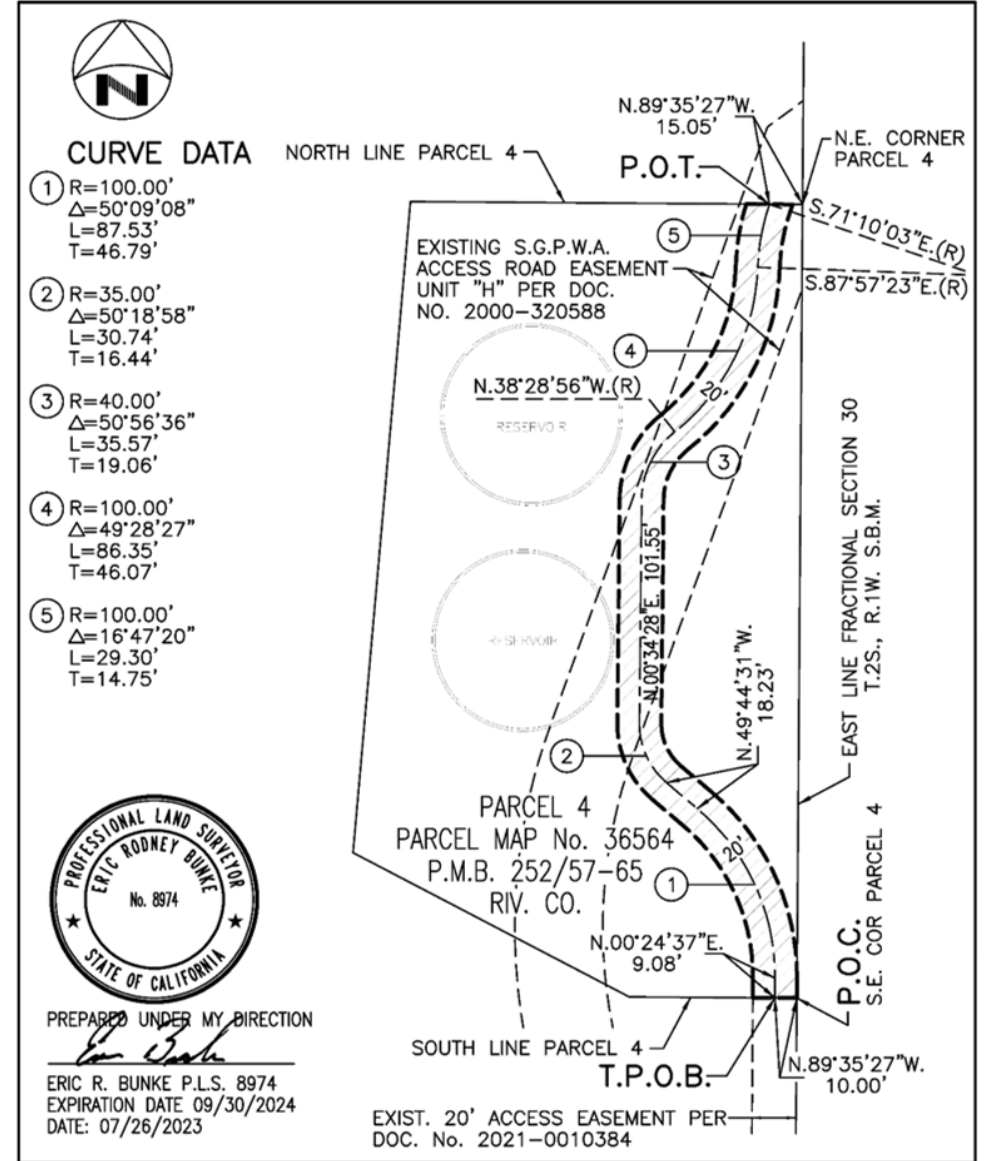 N
CURVE DATA
1 R=100.00'
Δ=50°09'08"
L=87.53'
T=46.79'
2 R=35.00'
Δ=50°18'58"
L=30.74'
T=16.44'
3 R=40.00'
Δ=50°56'36"
L=35.57'
T=19.06'
4 R=100.00'
Δ=49°28'27"
L=86.35'
T=46.07'
5 R=100.00'
Δ=16°47'20"
L=29.30'
T=14.75'
NORTH LINE PARCEL 4
N.89°35'27"W.
15.05'
P.O.T.
N.E. CORNER
PARCEL 4
S.71°10'03"E.(R)
S.87°57'23"E.(R)
5
EXISTING S.G.P.W.A.
ACCESS ROAD EASEMENT
UNIT "H" PER DOC.
NO. 2000-320588
4
N.38°28'56"W.(R)
20'
RESERVOIR
3
N.00°34'28"E. 101.55'
EAST LINE FRACTIONAL SECTION 30
T.2S., R.1W. S.B.M.
RESERVOIR
N.49°44'31"W.
18.23'
2
PARCEL 4
PARCEL MAP No. 36564
P.M.B. 252/57-65
RIV. CO.
20'
1
N.00°24'37"E.
9.08'
P.O.C.
S.E. COR PARCEL 4
SOUTH LINE PARCEL 4
T.P.O.B.
N.89°35'27"W.
10.00'
EXIST. 20' ACCESS EASEMENT PER
DOC. No. 2021-0010384
PROFESSIONAL LAND SURVEYOR
ERIC RODNEY BUNKE
No. 8974
STATE OF CALIFORNIA
PREPARED UNDER MY DIRECTION
ERIC R. BUNKE P.L.S. 8974
EXPIRATION DATE 09/30/2024
DATE: 07/26/2023